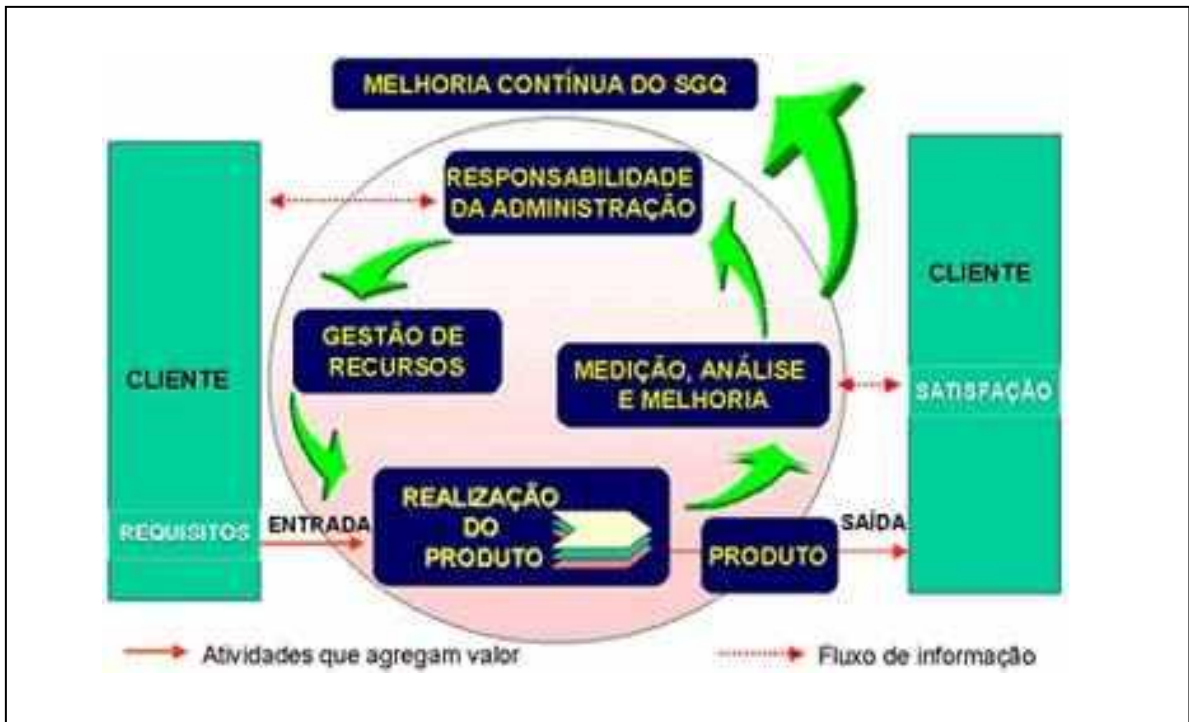 MELHORIA CONTÍNUA DO SGQ
RESPONSABILIDADE
DA ADMINISTRAÇÃO
CLIENTE
GESTÃO DE
RECURSOS
MEDIÇÃO, ANÁLISE
E MELHORIA
CLIENTE
SATISFAÇÃO
REQUISITOS
ENTRADA
REALIZAÇÃO
DO
PRODUTO
PRODUTO
SAÍDA
Atividades que agregam valor
Fluxo de informação